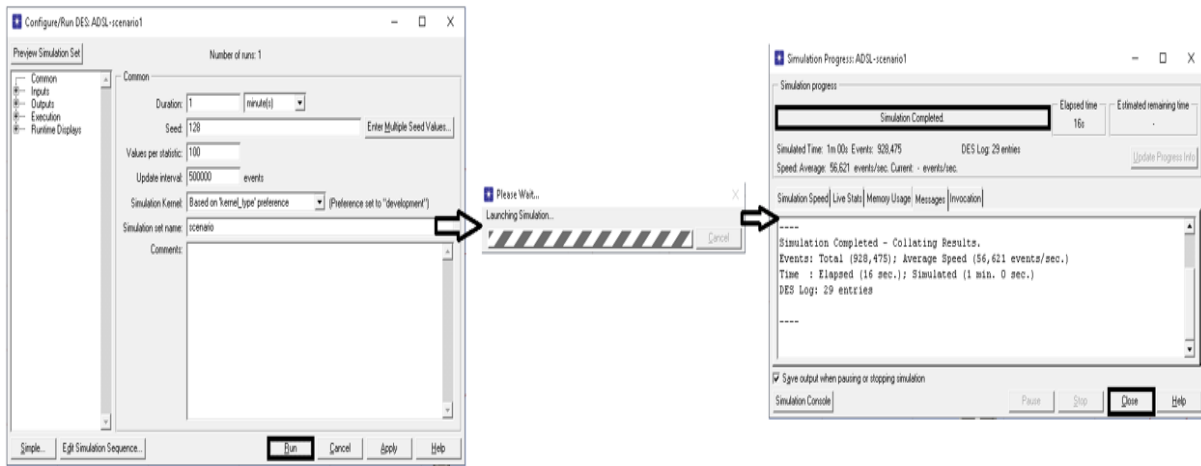 Configure/Run DES: ADSL-scenario1
Preview Simulation Set
Number of runs: 1
Common
Inputs
Outputs
Execution
Runtime Displays
Common
Duration: 1 minute(s)
Seed: 128 Enter Multiple Seed Values...
Values per statistic: 100
Update interval: 500000 events
Simulation Kernel: Based on 'kernel_type' preference (Preference set to "development")
Simulation set name: scenario
Comments:
Simple... Edit Simulation Sequence... Run Cancel Apply Help
Please Wait...
Launching Simulation...
Cancel
Simulation Progress: ADSL-scenario1
Simulation progress
Simulation Completed.
Elapsed time
16s
Estimated remaining time
-
Simulated Time: 1m 00s Events: 928,475 DES Log: 29 entries
Speed: Average: 56,621 events/sec. Current: - events/sec.
Update Progress Info
Simulation Speed Live Stats Memory Usage Messages Invocation
----
Simulation Completed - Collating Results.
Events: Total (928,475); Average Speed (56,621 events/sec.)
Time : Elapsed (16 sec.); Simulated (1 min. 0 sec.)
DES Log: 29 entries
----
Save output when pausing or stopping simulation
Simulation Console Pause Stop Close Help